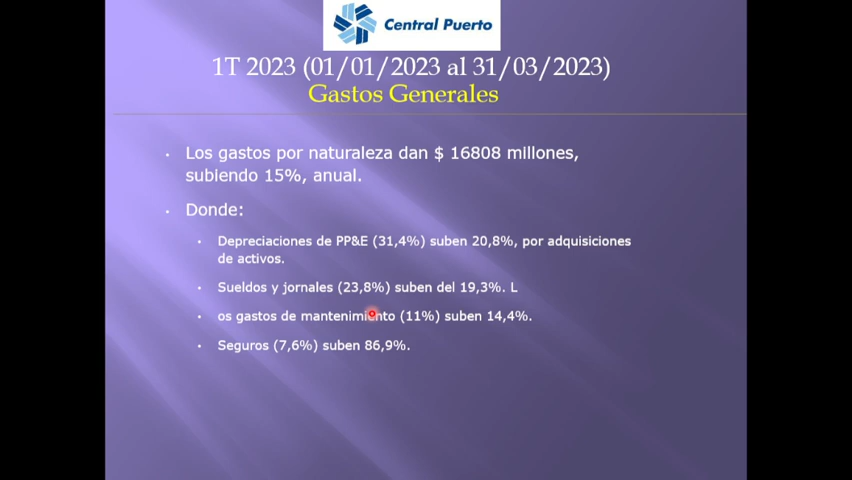 Central Puerto
1T 2023 (01/01/2023 al 31/03/2023)
Gastos Generales
Los gastos por naturaleza dan $ 16808 millones,
subiendo 15%, anual.
Donde:
Depreciaciones de PP&E (31,4%) suben 20,8%, por adquisiciones
de activos.
Sueldos y jornales (23,8%) suben del 19,3%. L
os gastos de mantenimiento (11%) suben 14,4%.
Seguros (7,6%) suben 86,9%.